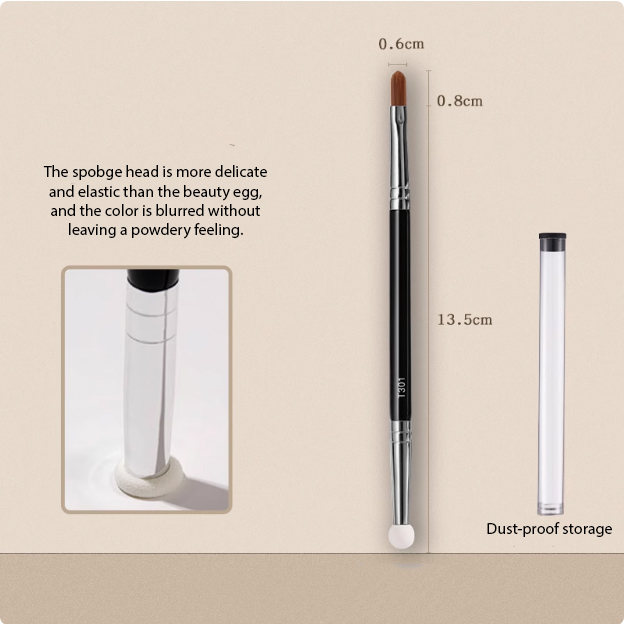 0.6cm
0.8cm
The spobge head is more delicate
and elastic than the beauty egg,
and the color is blurred without
leaving a powdery feeling.
13.5cm
T301
Dust-proof storage